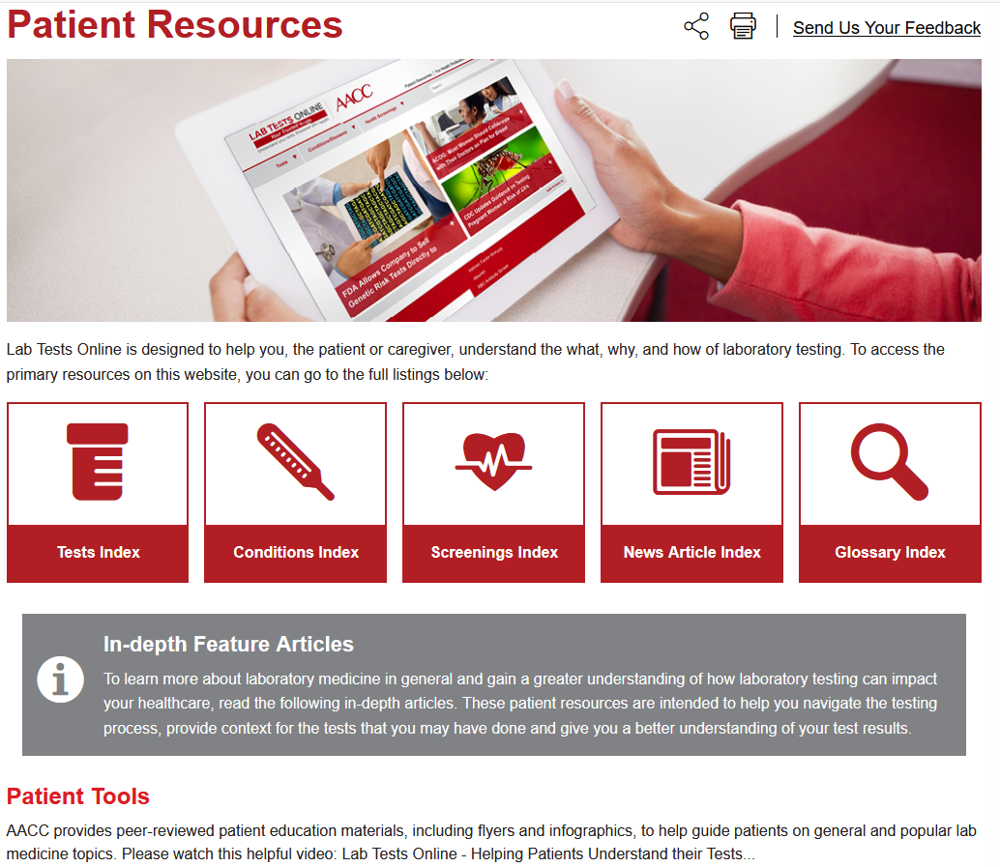 Patient Resources
Send Us Your Feedback
LAB TESTS ONLINE
AACC
Your Trusted Guide
Tests
Conditions/Diseases
Health Screenings
Search
ACOG: Most Women Should Collaborate
with Their Doctors on Plan for Breast
CDC Updates Guidance on Testing
Pregnant Women at Risk of Zika
FDA Allows Company to Sell
Genetic Risk Tests Directly to
Lab Tests Online is designed to help you, the patient or caregiver, understand the what, why, and how of laboratory testing. To access the
primary resources on this website, you can go to the full listings below:
Tests Index
Conditions Index
Screenings Index
News Article Index
Glossary Index
In-depth Feature Articles
To learn more about laboratory medicine in general and gain a greater understanding of how laboratory testing can impact
your healthcare, read the following in-depth articles. These patient resources are intended to help you navigate the testing
process, provide context for the tests that you may have done and give you a better understanding of your test results.
Patient Tools
AACC provides peer-reviewed patient education materials, including flyers and infographics, to help guide patients on general and popular lab
medicine topics. Please watch this helpful video: Lab Tests Online - Helping Patients Understand their Tests...